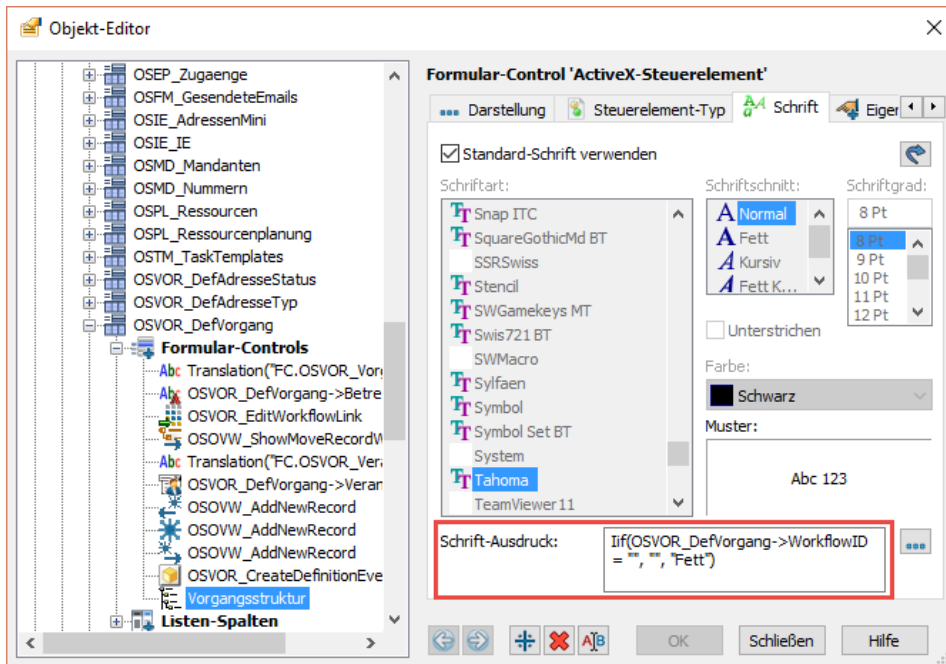 Objekt-Editor
OSEP_Zugaenge
OSFM_GesendeteEmails
OSIE_AdressenMini
OSIE_IE
OSMD_Mandanten
OSMD_Nummern
OSPL_Ressourcen
OSPL_Ressourcenplanung
OSTM_TaskTemplates
OSVOR_DefAdresseStatus
OSVOR_DefAdresseTyp
OSVOR_DefVorgang
Formular-Controls
Abc Translation("FC.OSVOR_Vor
Abc OSVOR_DefVorgang->Betre
OSVOR_EditWorkflowLink
OSOVW_ShowMoveRecordW
Abc Translation("FC.OSVOR_Vera
OSVOR_DefVorgang->Veran
OSOVW_AddNewRecord
OSOVW_AddNewRecord
OSOVW_AddNewRecord
OSVOR_CreateDefinitionEve
Vorgangsstruktur
Listen-Spalten
Formular-Control 'ActiveX-Steuerelement'
Darstellung
Steuerelement-Typ
Schrift
Eiger
Standard-Schrift verwenden
Schriftart:
Snap ITC
SquareGothicMd BT
SSRSwiss
Stencil
SWGamekeys MT
Swis721 BT
SWMacro
Sylfaen
Symbol
Symbol Set BT
System
Tahoma
TeamViewer11
Schriftschnitt:
Normal
Fett
Kursiv
Fett K...
Schriftgrad:
8 Pt
8 Pt
9 Pt
10 Pt
11 Pt
12 Pt
Unterstrichen
Farbe:
Schwarz
Muster:
Abc 123
Schrift-Ausdruck:
Iif(OSVOR_DefVorgang->WorkflowID
= "", "", "Fett")
OK
Schließen
Hilfe